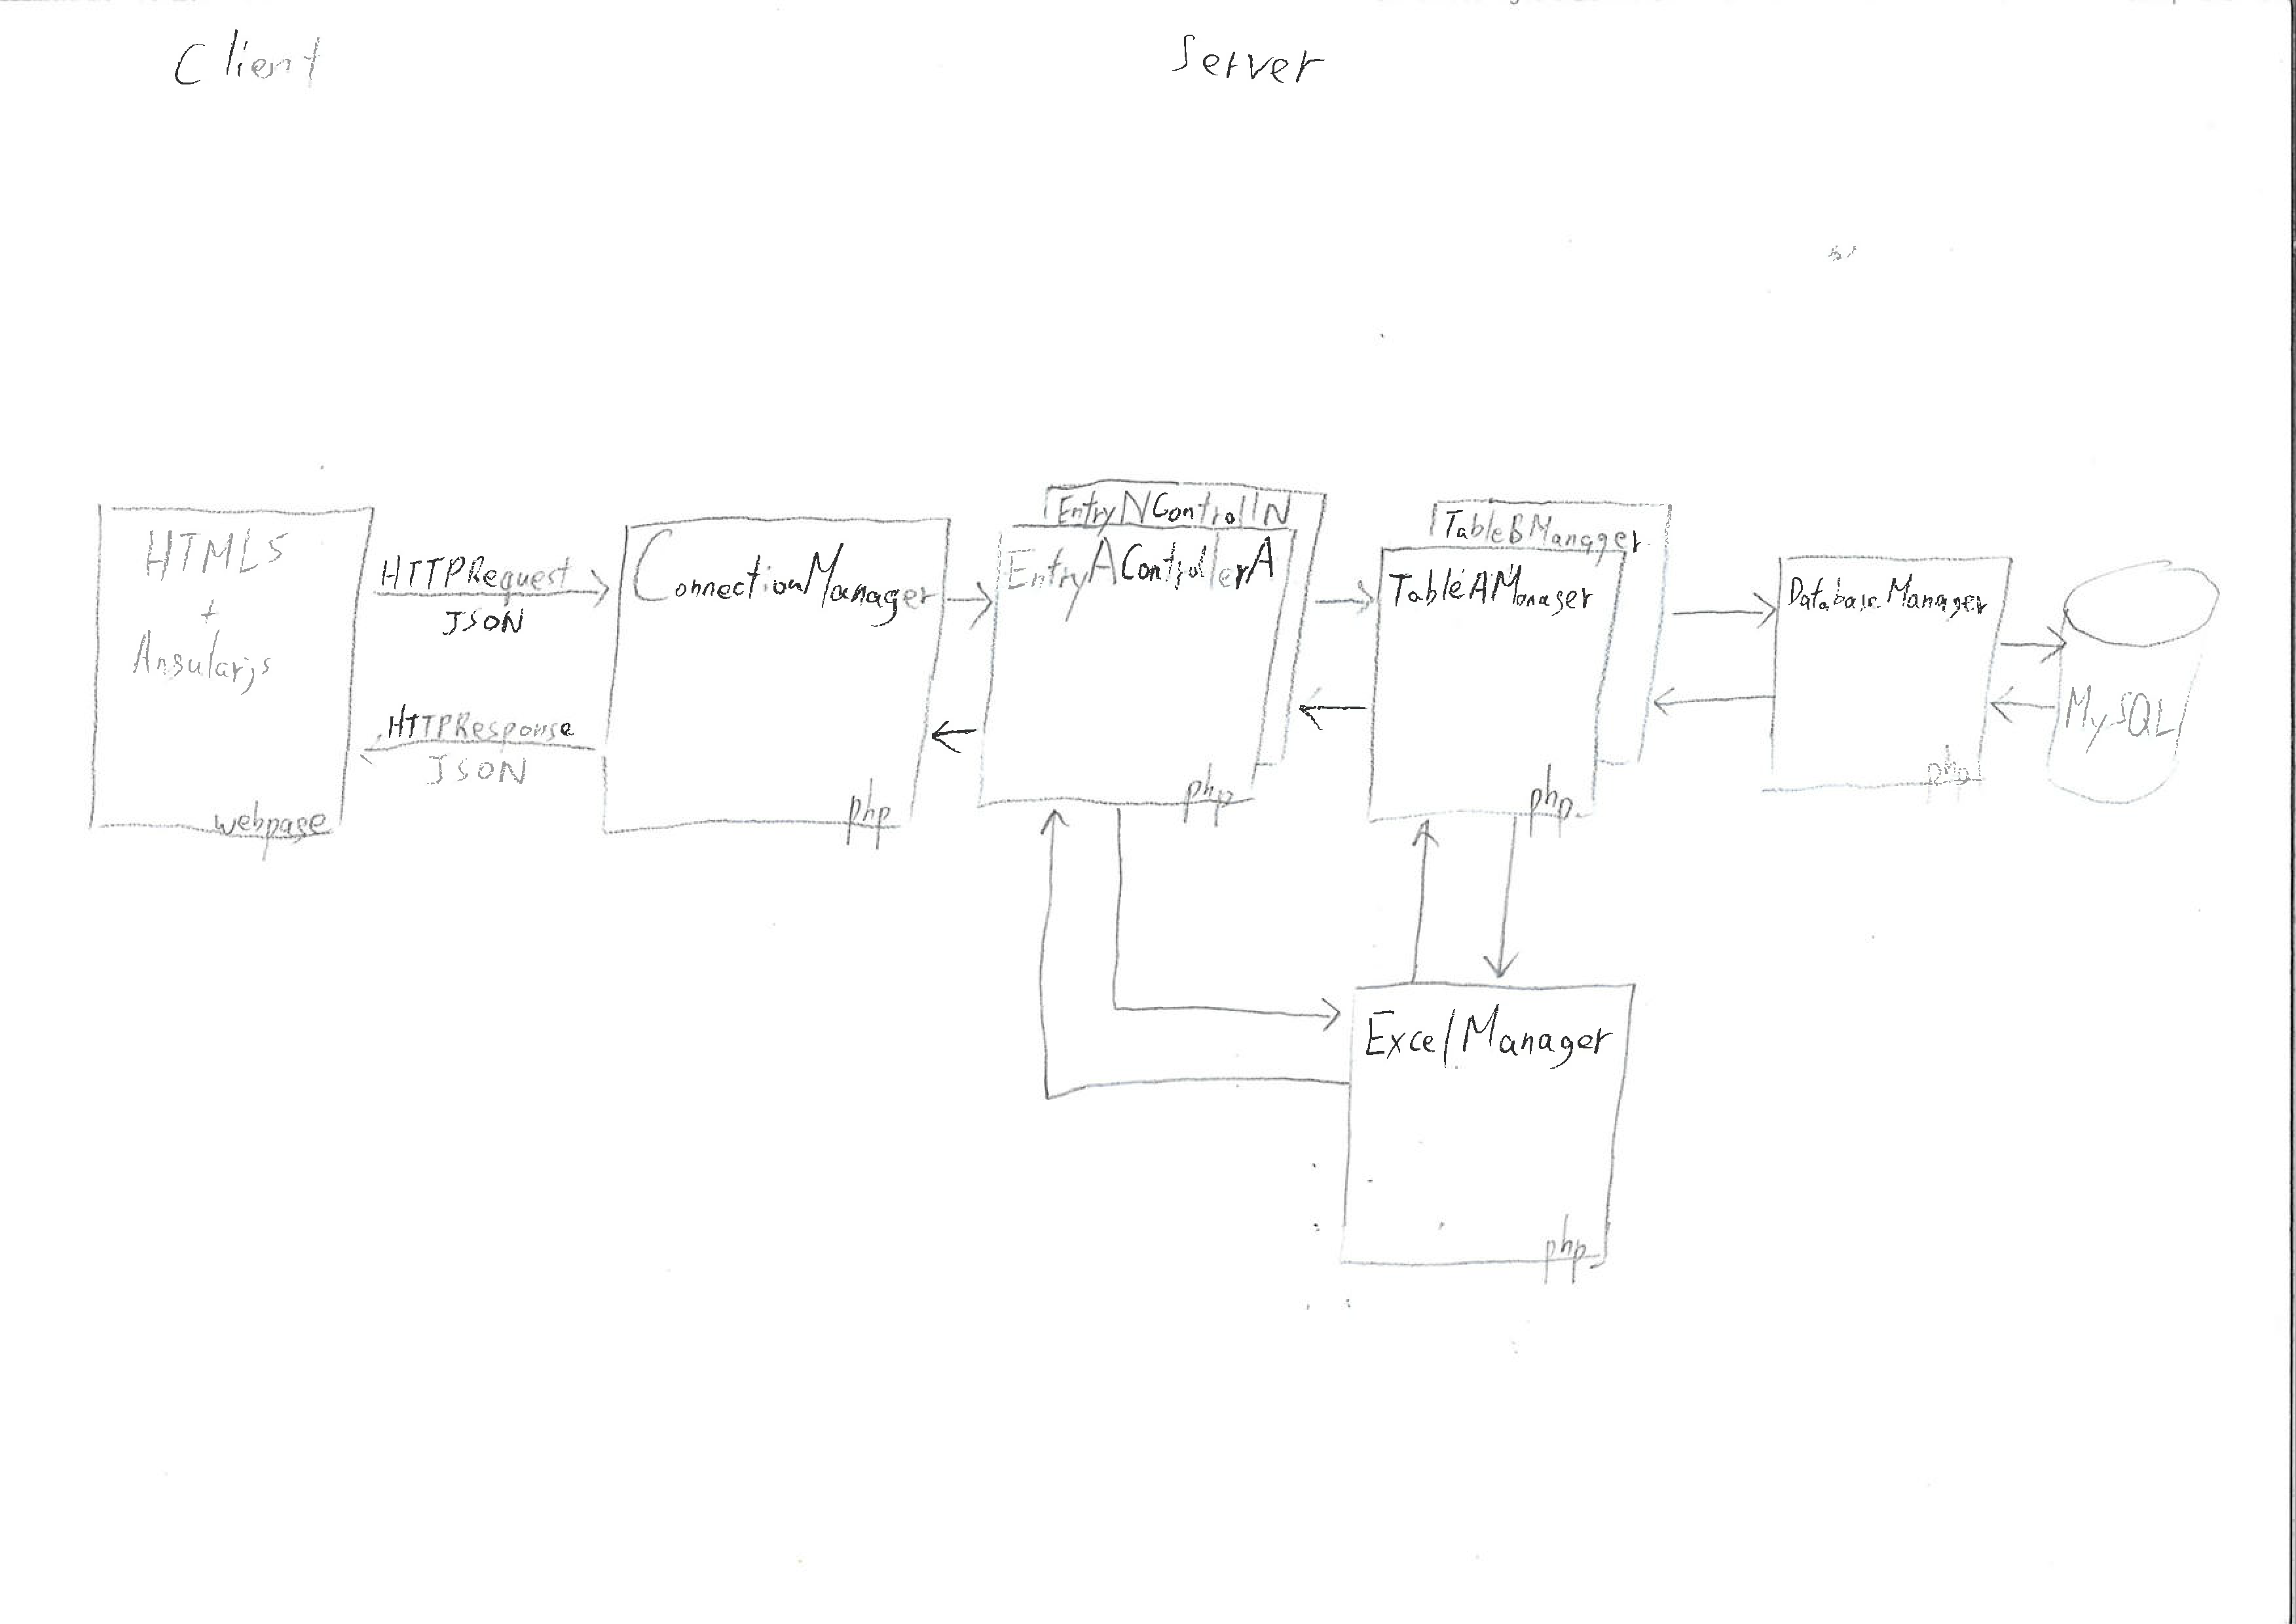 Client
Server
HTML5
+
Angularjs
webpage
HTTPRequest
JSON
HTTPResponse
JSON
ConnectionManager
php
EntryNControllN
EntryAControllerA
php
TableBManager
TableAManager
php
DatabaseManager
php
MySQL
ExcelManager
php